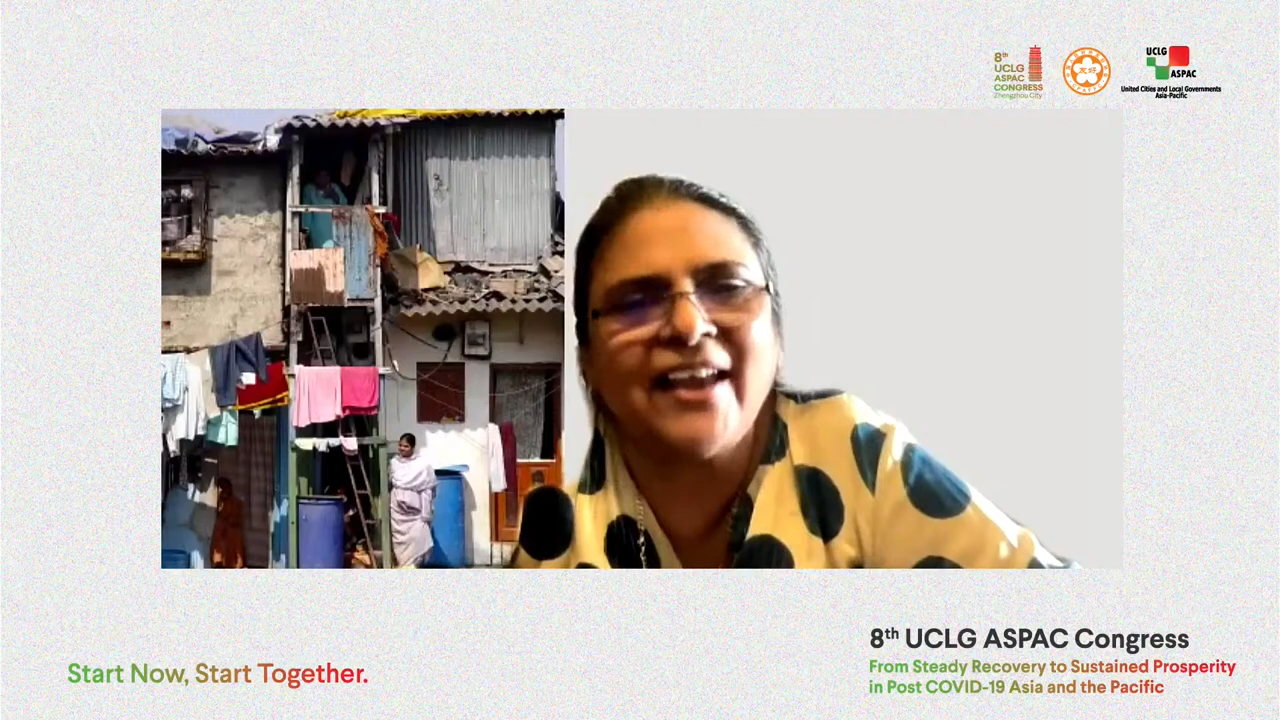 8th
UCLG
ASPAC
CONGRESS
Zhengzhou City
UCLG
ASPAC
United Cities and Local Governments
Asia-Pacific
Start Now, Start Together.
8th UCLG ASPAC Congress
From Steady Recovery to Sustained Prosperity
in Post COVID-19 Asia and the Pacific